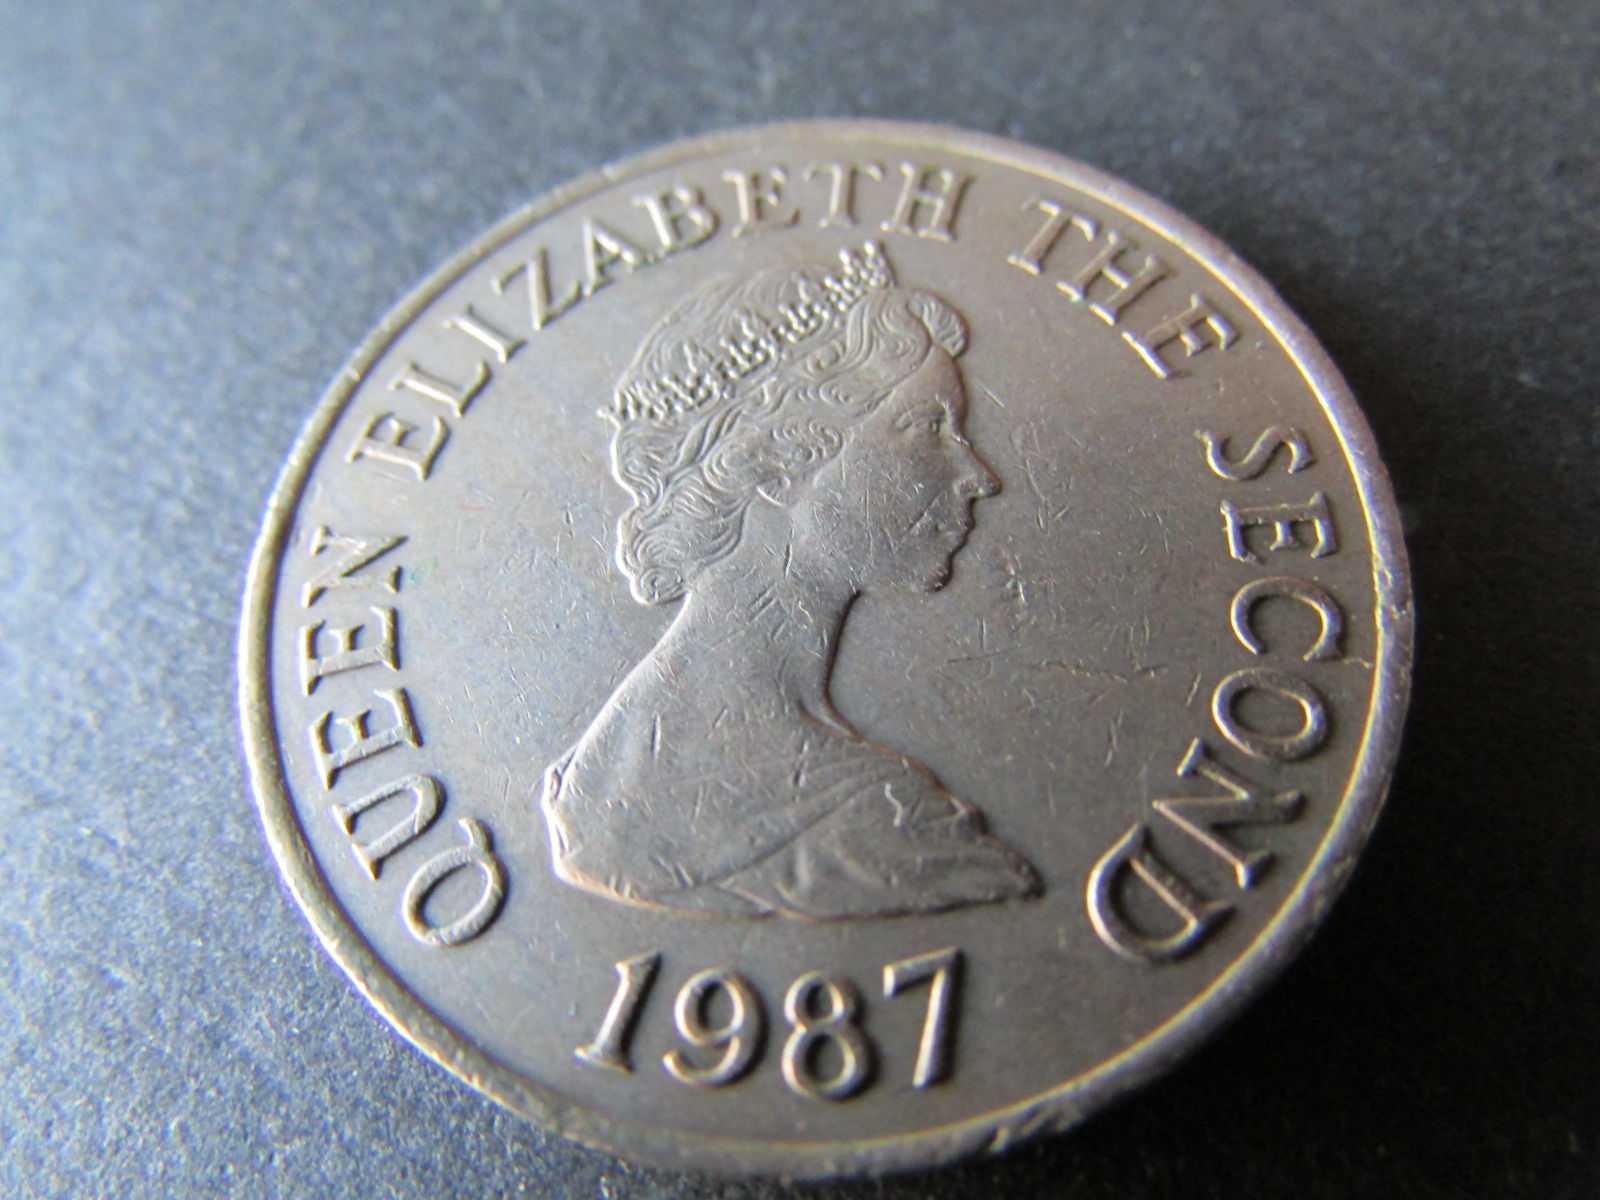 QUEEN ELIZABETH THE SECOND
1987